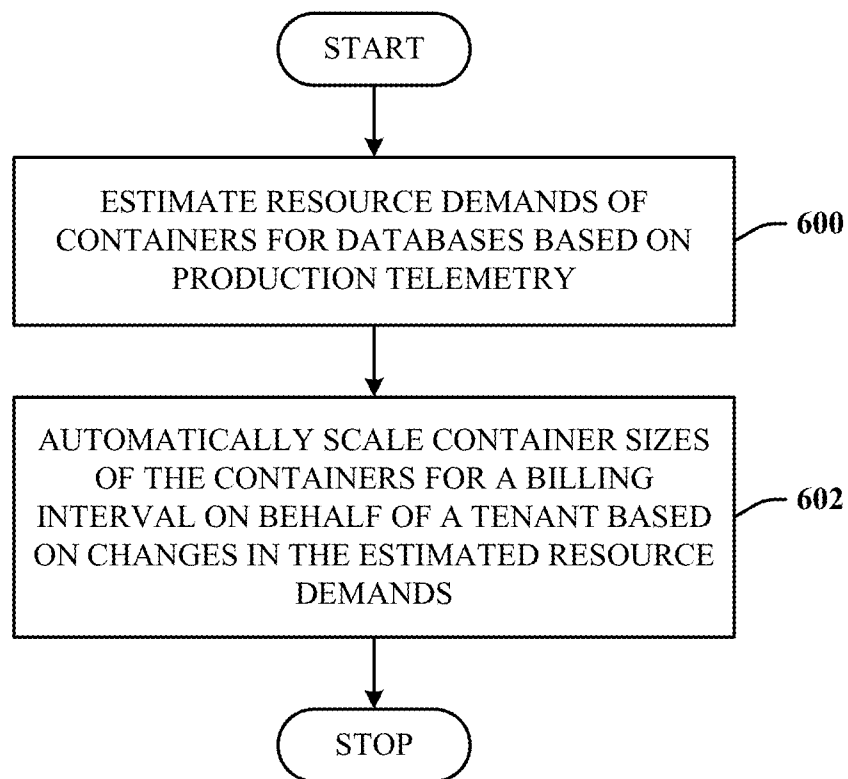 START
ESTIMATE RESOURCE DEMANDS OF
CONTAINERS FOR DATABASES BASED ON
PRODUCTION TELEMETRY
600
AUTOMATICALLY SCALE CONTAINER SIZES
OF THE CONTAINERS FOR A BILLING
INTERVAL ON BEHALF OF A TENANT BASED
ON CHANGES IN THE ESTIMATED RESOURCE
DEMANDS
602
STOP